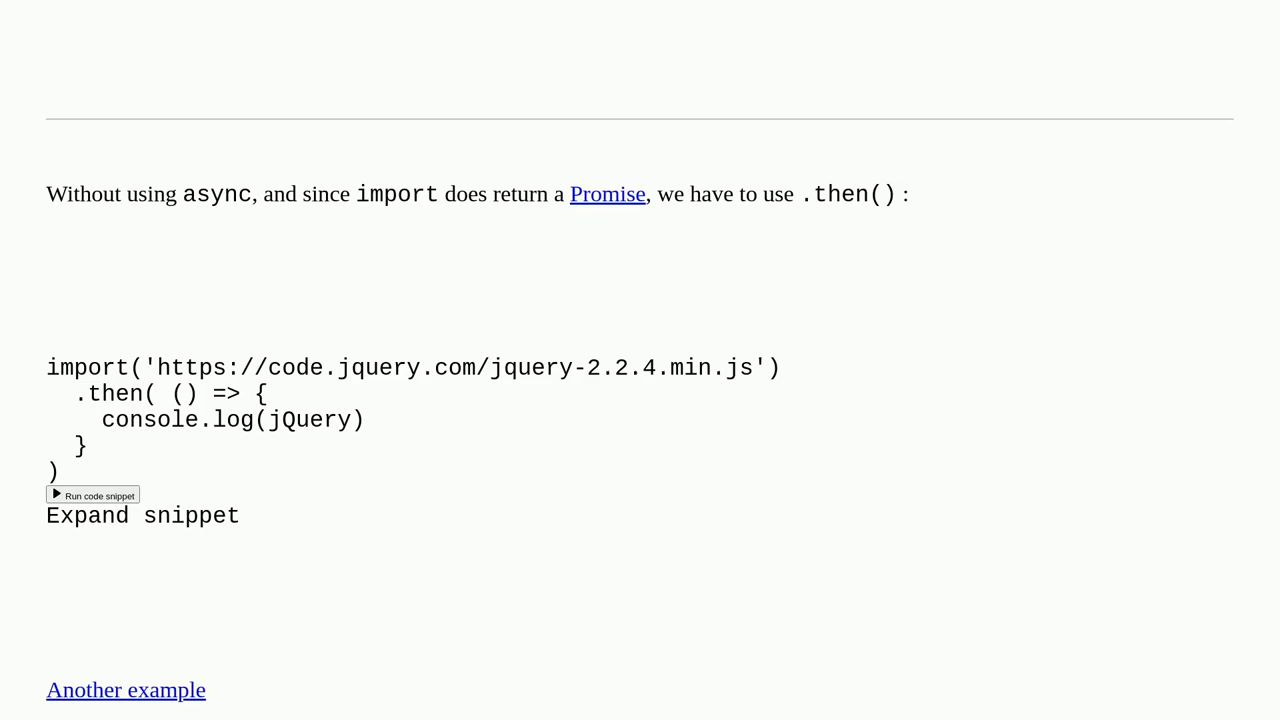 Without using async, and since import does return a Promise, we have to use .then() :
import('https://code.jquery.com/jquery-2.2.4.min.js')
  .then( () => {
    console.log(jQuery)
  }
)
Run code snippet
Expand snippet
Another example